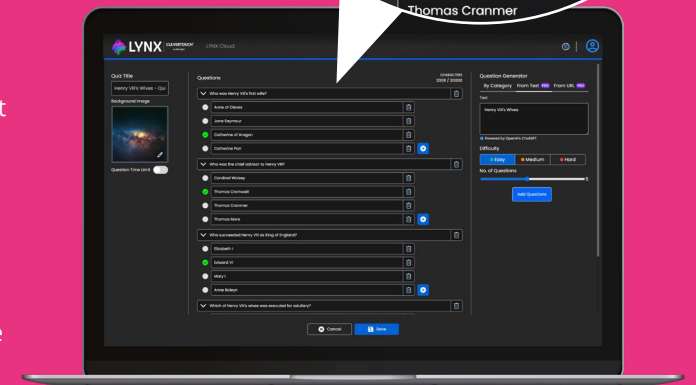 Thomas Cranmer
LYNX CLEVERTOUCH LYNX Cloud
Quiz Title
Henry VIII's Wives - Qui
Background Image
Question Time Limit
Questions
CHARACTERS
2005 / 20000
Who was Henry VIII's first wife?
Anne of Cleves
Jane Seymour
Catherine of Aragon
Catherine Parr
Who was the chief advisor to Henry VIII?
Cardinal Wolsey
Thomas Cromwell
Thomas Cranmer
Thomas More
Who succeeded Henry VIII as King of England?
Elizabeth I
Edward VI
Mary I
Anne Boleyn
Which of Henry VIII's wives was executed for adultery?
Cancel Save
Question Generator
By Category From Text PRO From URL PRO
Text
Henry VIII's Wives
Powered by OpenAI's ChatGPT
Difficulty
Easy Medium Hard
No. of Questions
5
Add Questions